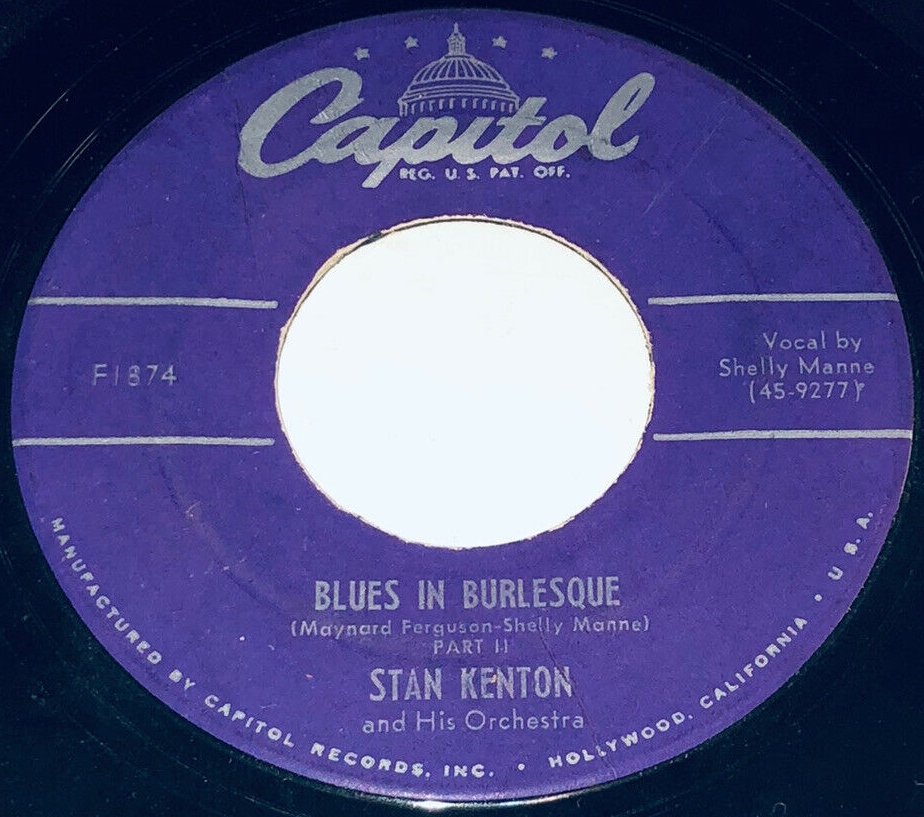 Capitol
REG. U. S. PAT. OFF.
F1874
Vocal by
Shelly Manne
(45-9277)
BLUES IN BURLESQUE
(Maynard Ferguson-Shelly Manne)
PART II
STAN KENTON
and His Orchestra
MANUFACTURED BY CAPITOL RECORDS, INC. • HOLLYWOOD, CALIFORNIA • U. S. A.